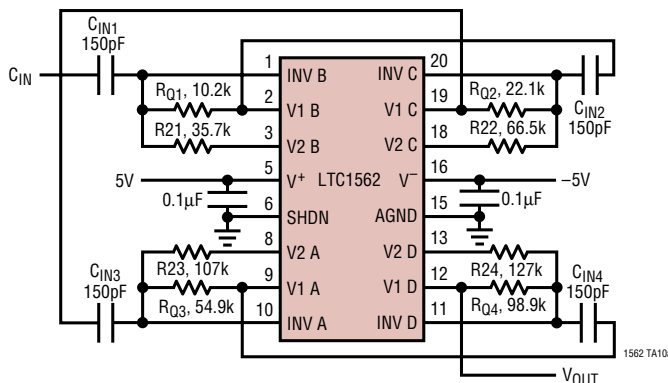 C_IN1
150pF
C_IN
1
INV B
INV C
20
R_Q1, 10.2k
2
V1 B
V1 C
19
R_Q2, 22.1k
C_IN2
150pF
R21, 35.7k
3
V2 B
V2 C
18
R22, 66.5k
5V
5
V+
LTC1562
V–
16
–5V
0.1µF
6
SHDN
AGND
15
0.1µF
8
V2 A
V2 D
13
C_IN3
150pF
R23, 107k
9
V1 A
V1 D
12
R24, 127k
C_IN4
150pF
R_Q3, 54.9k
10
INV A
INV D
11
R_Q4, 98.9k
V_OUT